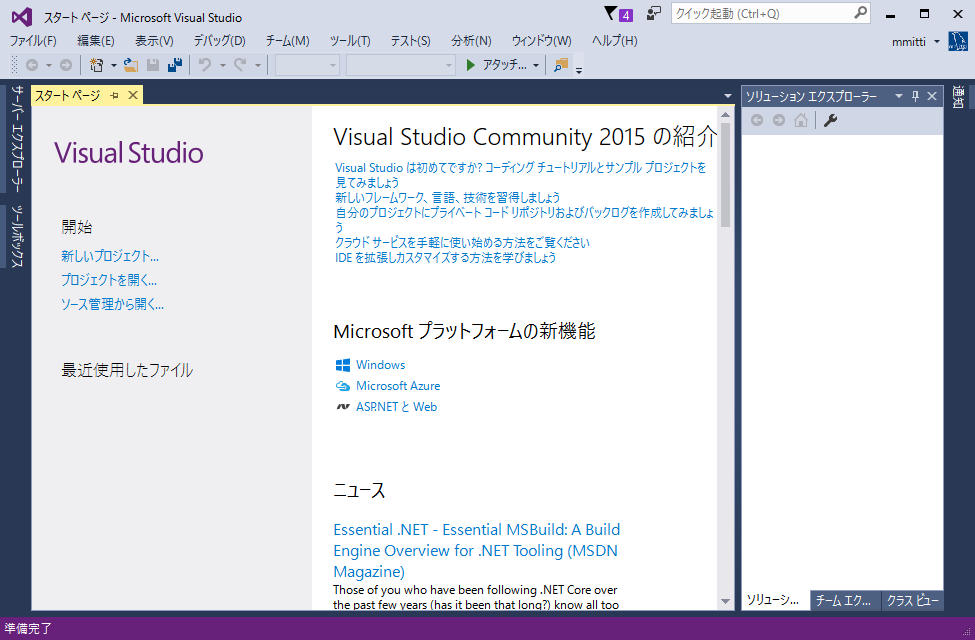 スタート ページ - Microsoft Visual Studio
4
クイック起動 (Ctrl+Q)
ファイル(F) 編集(E) 表示(V) デバッグ(D) チーム(M) ツール(T) テスト(S) 分析(N) ウィンドウ(W) ヘルプ(H)
mmitti
アタッチ...
サーバー エクスプローラー
ツールボックス
スタート ページ
Visual Studio
開始
新しいプロジェクト...
プロジェクトを開く...
ソース管理から開く...
最近使用したファイル
Visual Studio Community 2015 の紹介
Visual Studio は初めてですか? コーディング チュートリアルとサンプル プロジェクトを
見てみましょう
新しいフレームワーク、言語、技術を習得しましょう
自分のプロジェクトにプライベート コード リポジトリおよびバックログを作成してみましょ
う
クラウド サービスを手軽に使い始める方法をご覧ください
IDE を拡張しカスタマイズする方法を学びましょう
Microsoft プラットフォームの新機能
Windows
Microsoft Azure
ASP.NET と Web
ニュース
Essential .NET - Essential MSBuild: A Build
Engine Overview for .NET Tooling (MSDN
Magazine)
Those of you who have been following .NET Core over
the past few years (has it been that long?) know all too
ソリューション エクスプローラー
ソリューシ...
チーム エク...
クラス ビュー
通知
準備完了